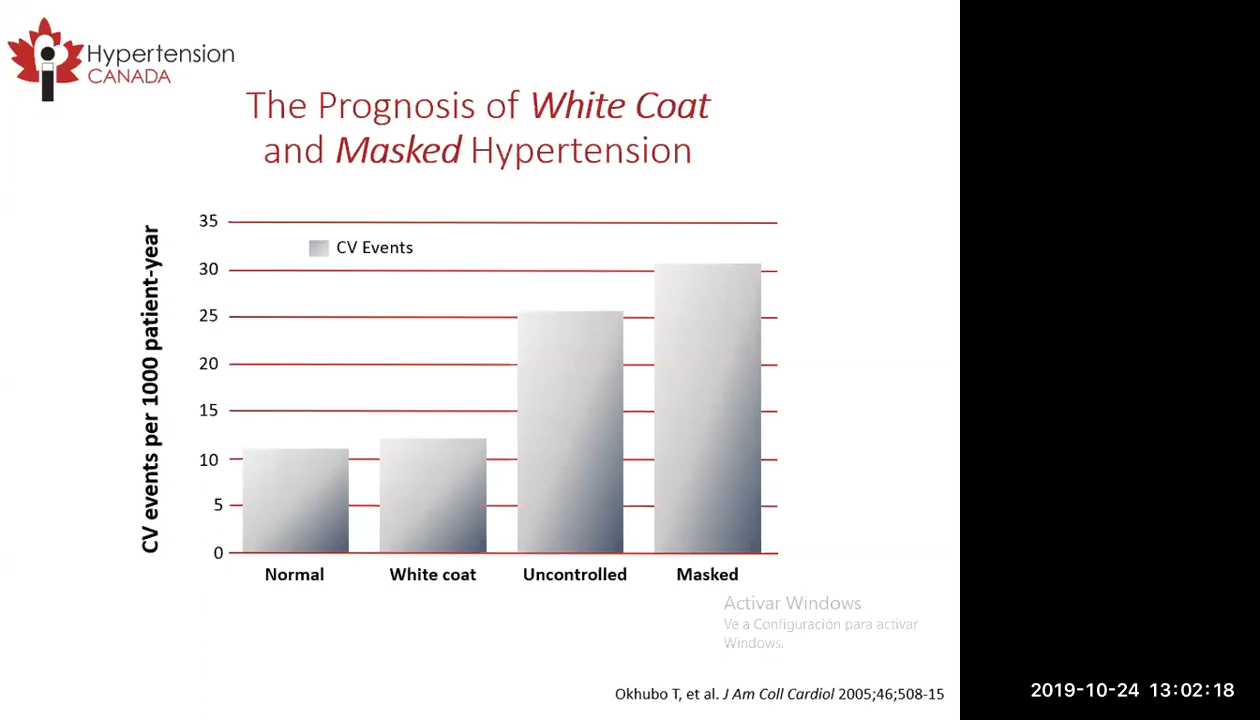 Hypertension
CANADA
The Prognosis of White Coat
and Masked Hypertension
CV events per 1000 patient-year
35
30
25
20
15
10
5
0
CV Events
Normal
White coat
Uncontrolled
Masked
Activar Windows
Ve a Configuración para activar
Windows.
Okhubo T, et al. J Am Coll Cardiol 2005;46;508-15
2019-10-24 13:02:18